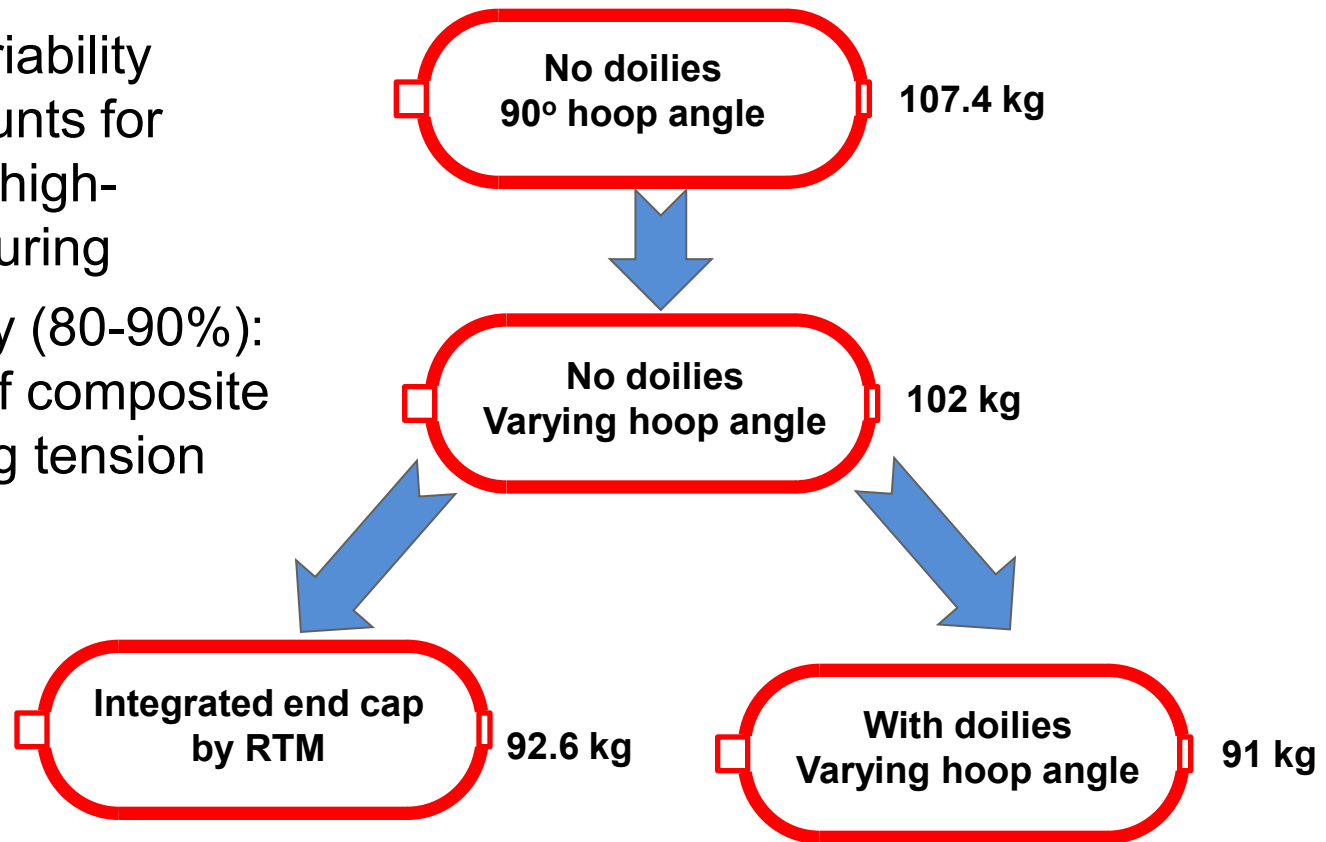 riability
unts for
high-
uring
y (80-90%):
f composite
g tension
No doilies
90º hoop angle
107.4 kg
No doilies
Varying hoop angle
102 kg
Integrated end cap
by RTM
92.6 kg
With doilies
Varying hoop angle
91 kg